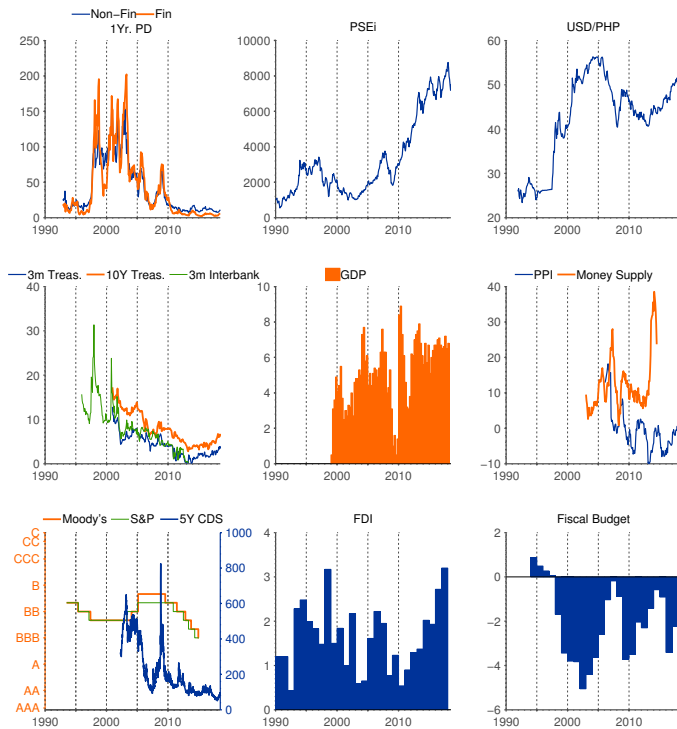 Non−Fin Fin
1Yr. PD PSEi USD/PHP
250 10000 60
200 8000 50
150 6000
100 4000 40
50 2000 30
0 0 20
1990 2000 2010 1990 2000 2010 1990 2000 2010
3m Treas. 10Y Treas. 3m Interbank GDP PPI Money Supply
40 10 40
8 30
30 6 20
20 4 10
10 2 0
0 0 −10
1990 2000 2010 1990 2000 2010 1990 2000 2010
Moody's S&P 5Y CDS FDI Fiscal Budget
C 1000 4 2
CC
CCC 800 3 0
B 600
BB 2 −2
BBB 400
A 200 1 −4
AA
AAA 0 0 −6
1990 2000 2010 1990 2000 2010 1990 2000 2010